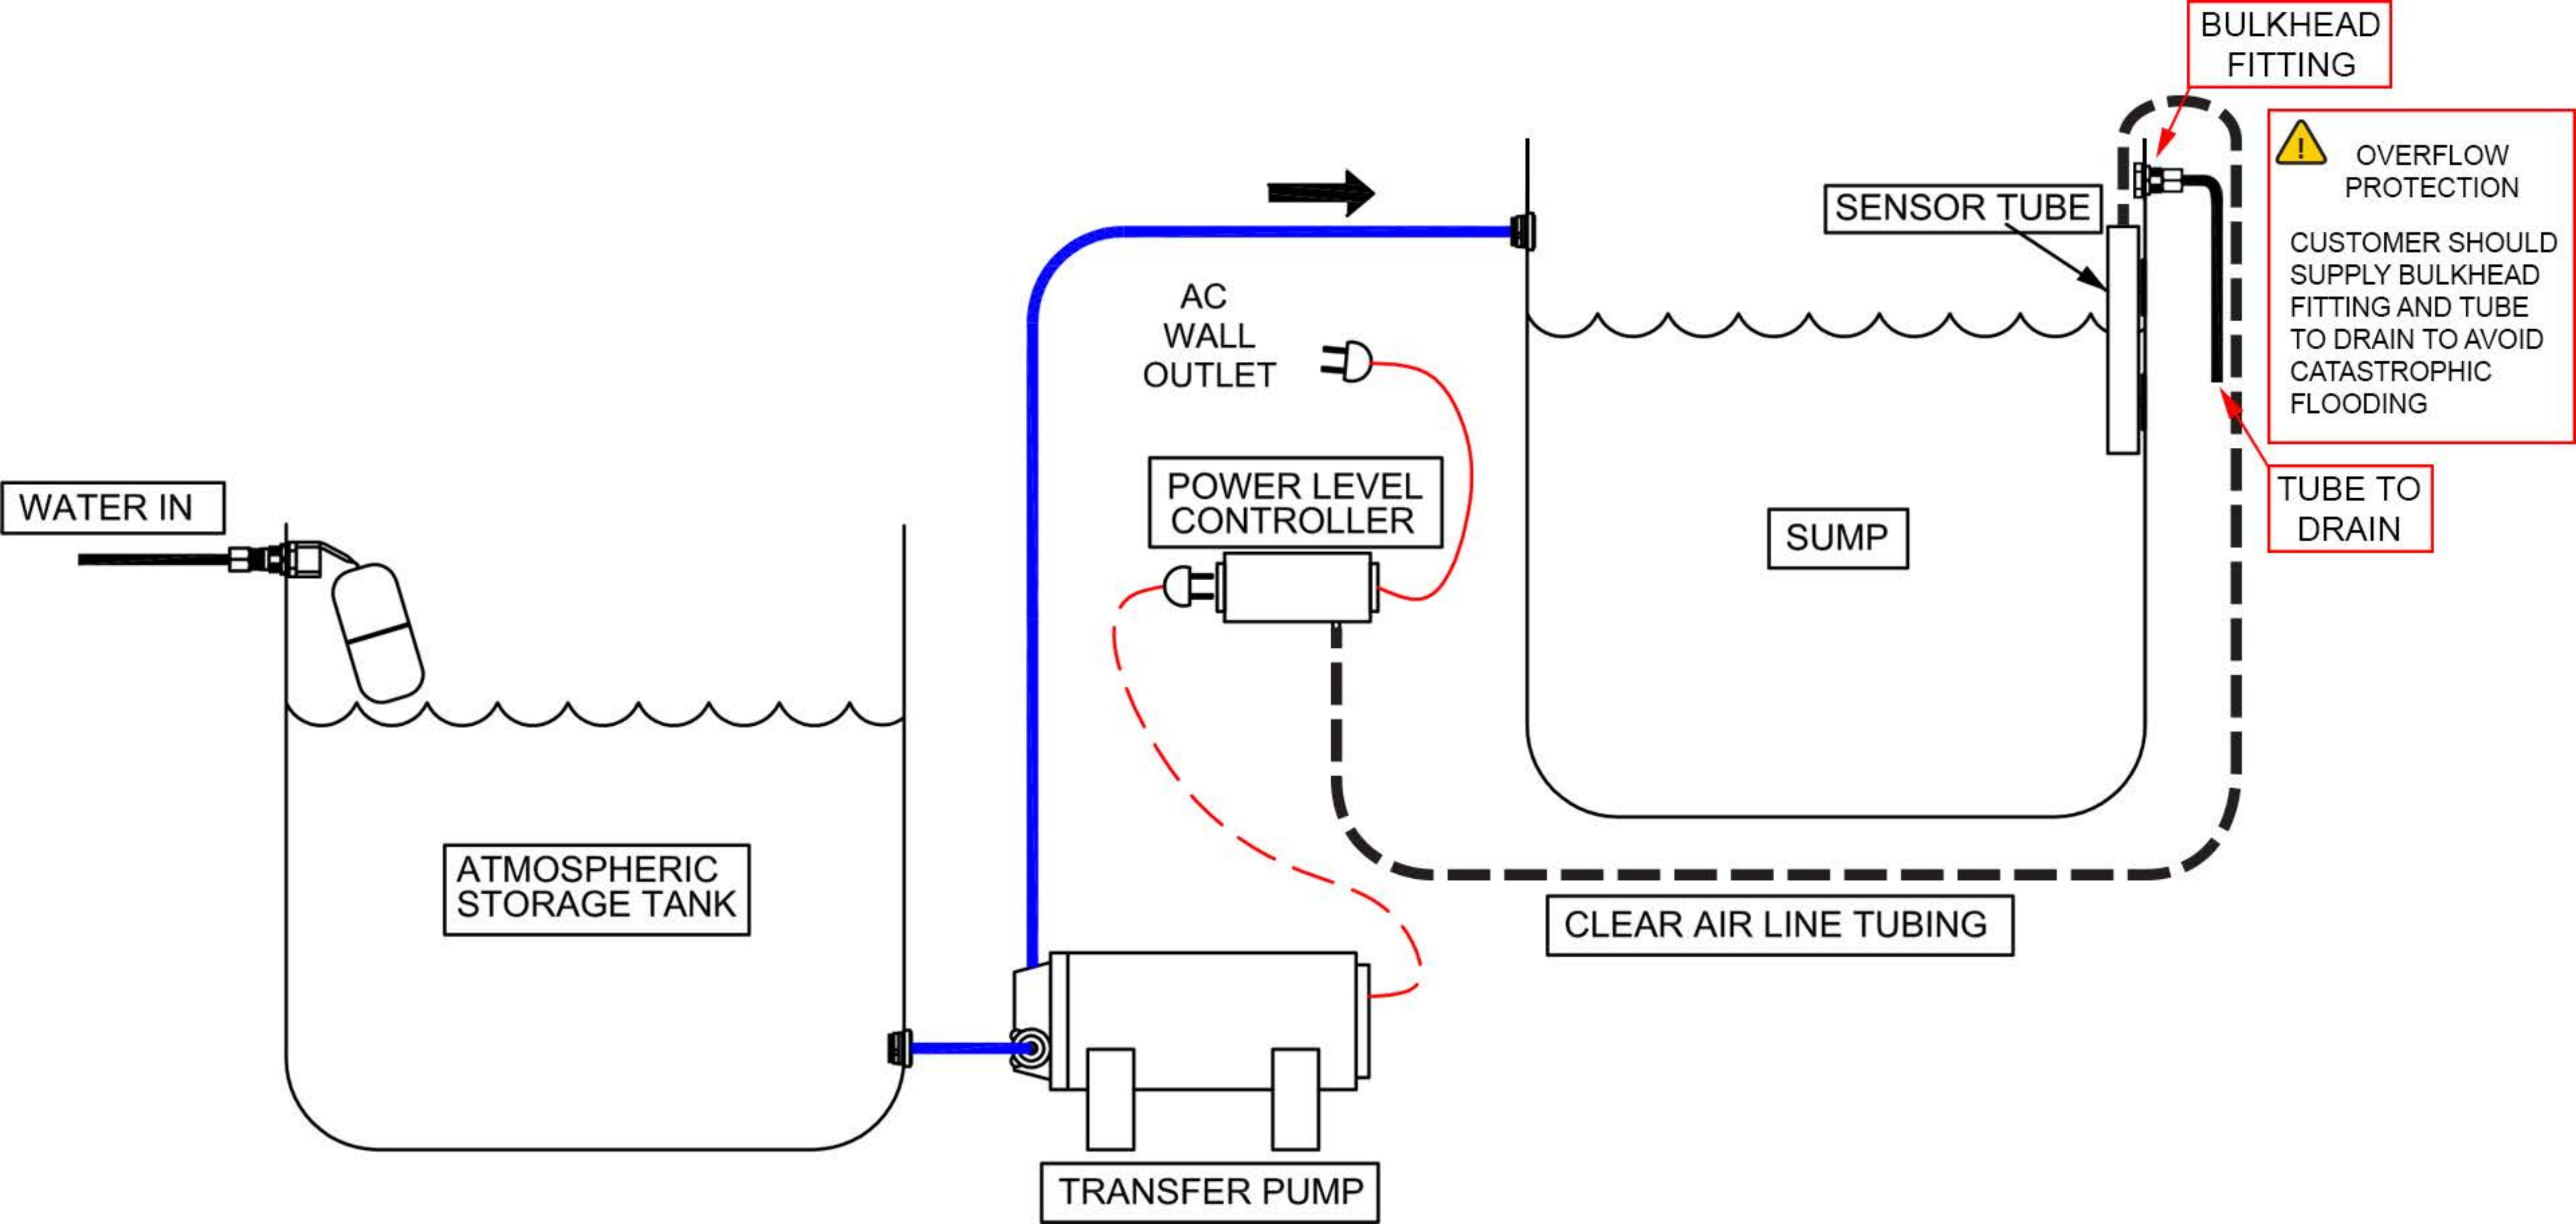 BULKHEAD
FITTING
!
OVERFLOW
PROTECTION
CUSTOMER SHOULD
SUPPLY BULKHEAD
FITTING AND TUBE
TO DRAIN TO AVOID
CATASTROPHIC
FLOODING
SENSOR TUBE
AC
WALL
OUTLET
POWER LEVEL
CONTROLLER
WATER IN
TUBE TO
DRAIN
SUMP
ATMOSPHERIC
STORAGE TANK
CLEAR AIR LINE TUBING
TRANSFER PUMP